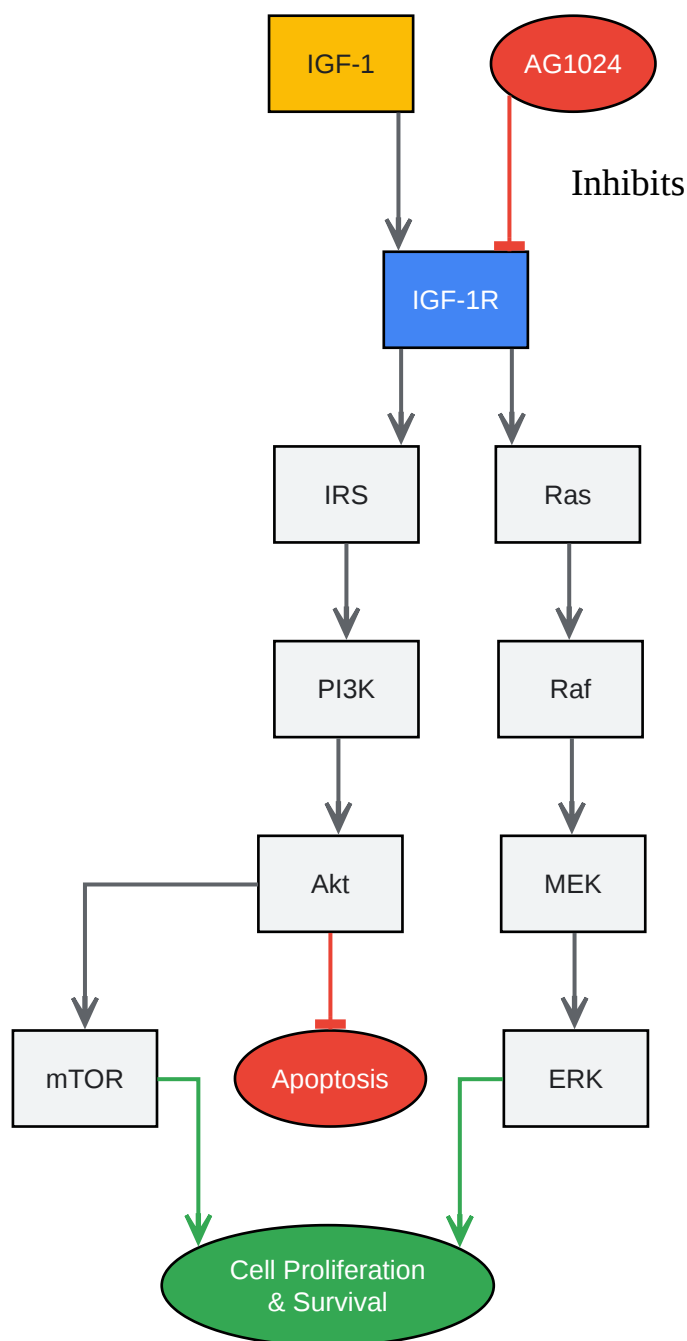 IGF-1
AG1024
Inhibits
IGF-1R
IRS
Ras
PI3K
Raf
Akt
MEK
mTOR
Apoptosis
ERK
Cell Proliferation
& Survival